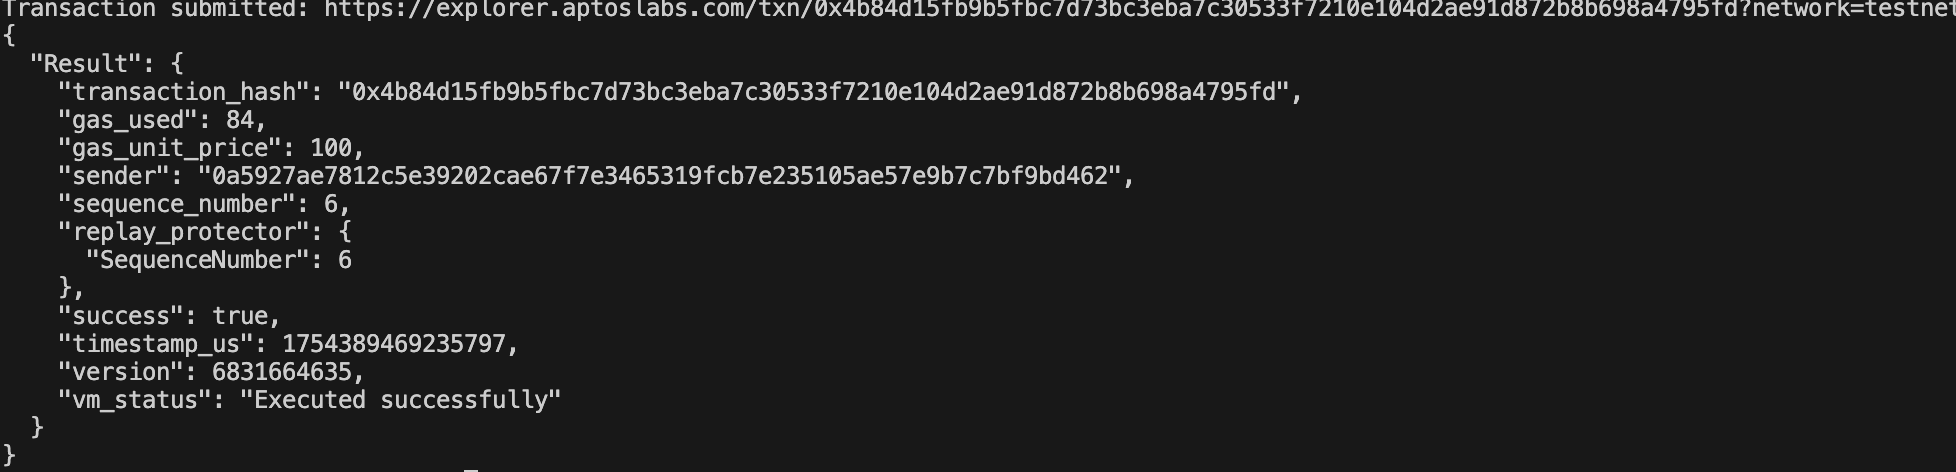 Transaction submitted: https://explorer.aptoslabs.com/txn/0x4b84d15fb9b5fbc7d73bc3eba7c30533f7210e104d2ae91d872b8b698a4795fd?network=testnet
{
  "Result": {
    "transaction_hash": "0x4b84d15fb9b5fbc7d73bc3eba7c30533f7210e104d2ae91d872b8b698a4795fd",
    "gas_used": 84,
    "gas_unit_price": 100,
    "sender": "0a5927ae7812c5e39202cae67f7e3465319fcb7e235105ae57e9b7c7bf9bd462",
    "sequence_number": 6,
    "replay_protector": {
      "SequenceNumber": 6
    },
    "success": true,
    "timestamp_us": 1754389469235797,
    "version": 6831664635,
    "vm_status": "Executed successfully"
  }
}